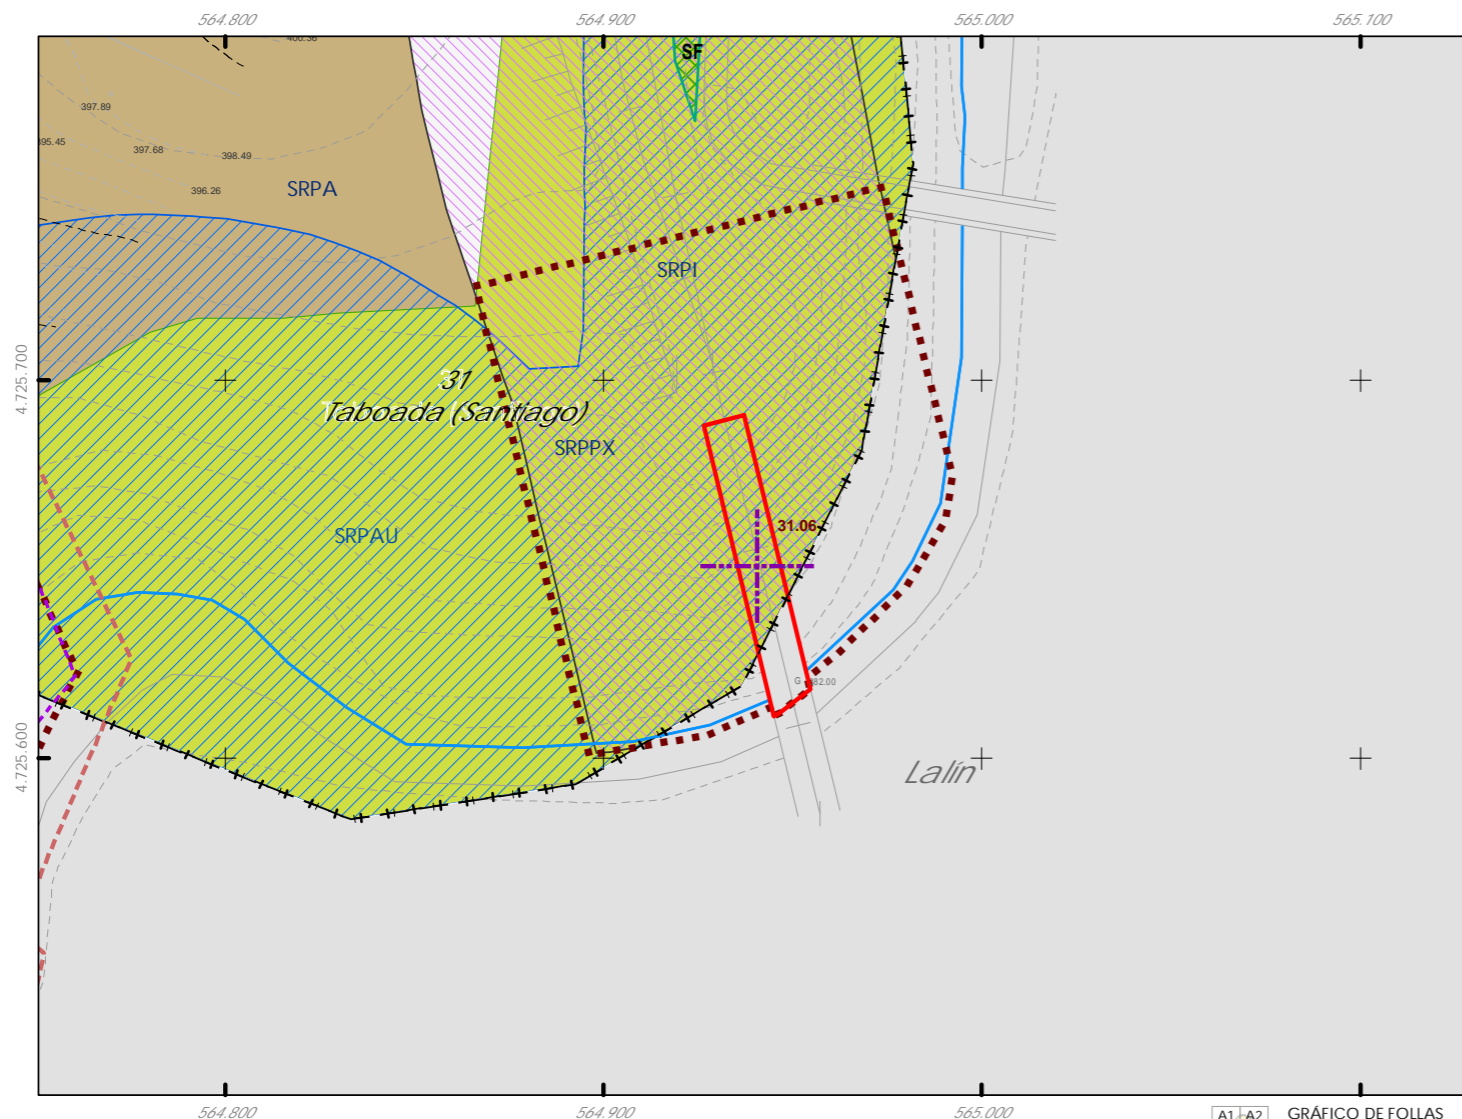 564.800
564.900
565.000
565.100
SF
397.89
395.45
397.68
398.49
396.26
SRPA
SRPI
4.725.700
31
Taboada (Santiago)
SRPPX
31.06
SRPAU
4.725.600
Lalín
564.800
564.900
565.000
A1 A2 GRÁFICO DE FOLLAS